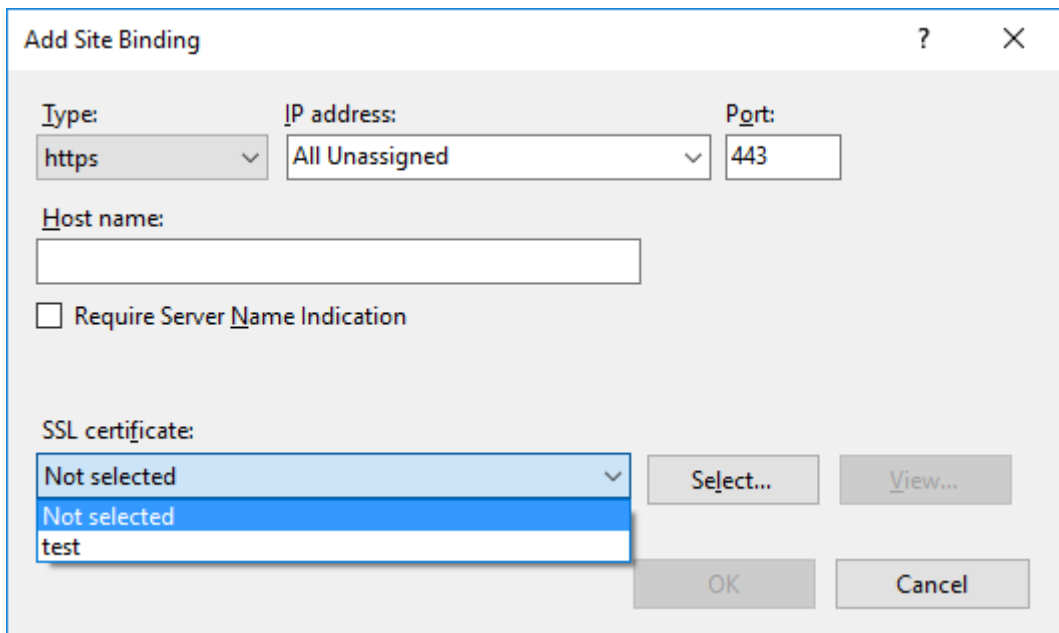 Add Site Binding ?
Type: IP address: Port:
https All Unassigned 443
Host name:
Require Server Name Indication
SSL certificate:
Not selected Select... View...
Not selected
test
OK Cancel